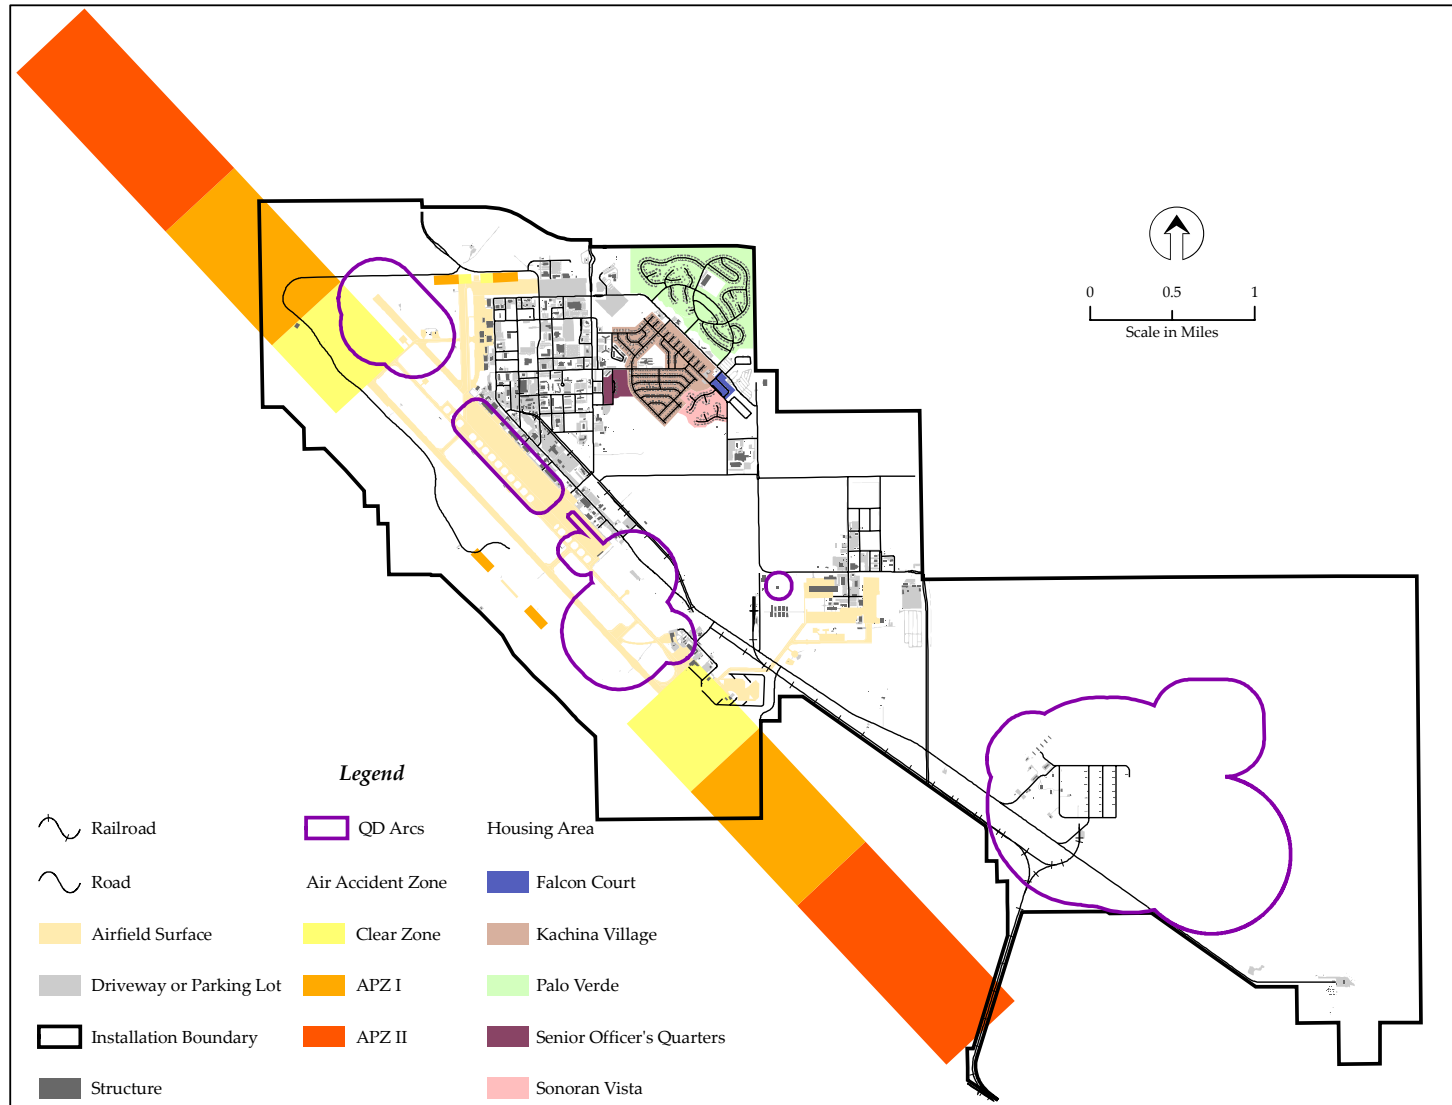 0 0.5 1
Scale in Miles
Legend
Railroad
QD Arcs
Housing Area
Road
Air Accident Zone
Falcon Court
Airfield Surface
Clear Zone
Kachina Village
Driveway or Parking Lot
APZ I
Palo Verde
Installation Boundary
APZ II
Senior Officer's Quarters
Structure
Sonoran Vista